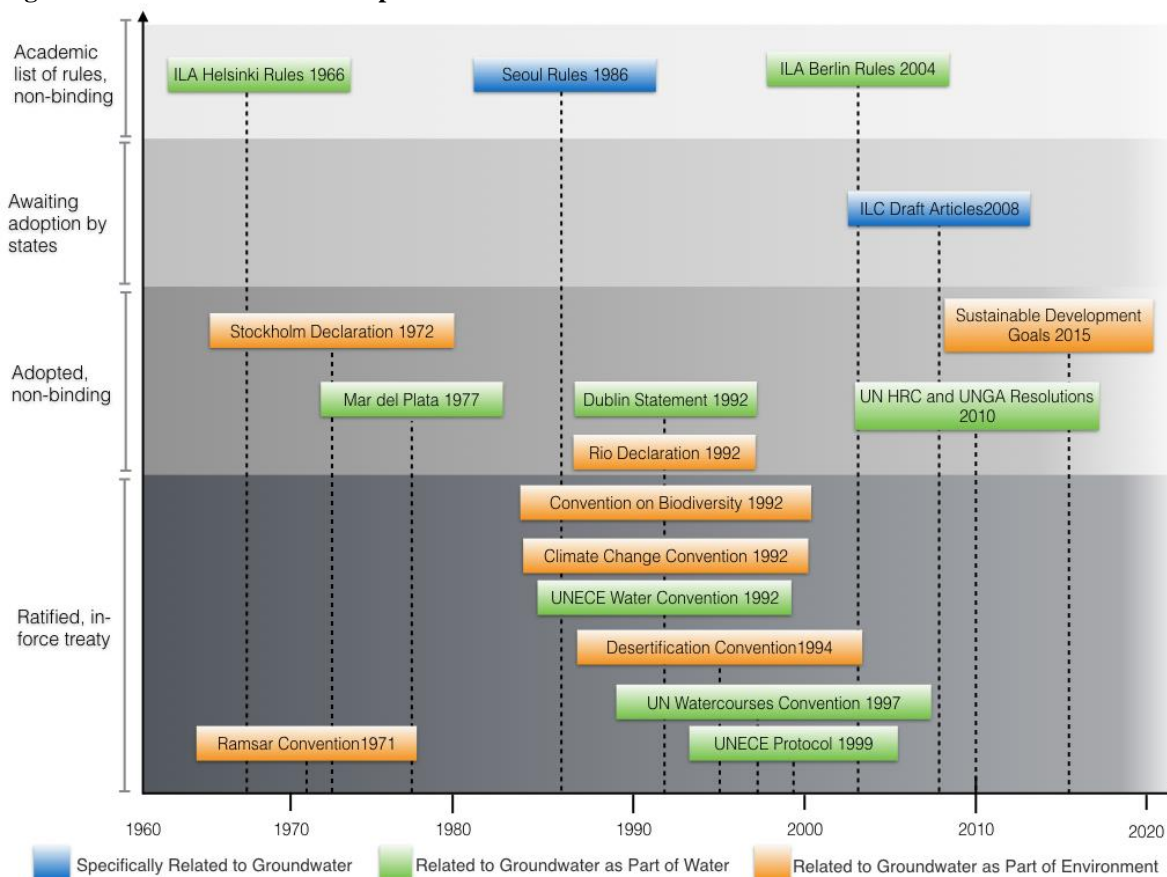 Academic
list of rules,
non-binding
ILA Helsinki Rules 1966
Seoul Rules 1986
ILA Berlin Rules 2004
Awaiting
adoption by
states
ILC Draft Articles2008
Adopted,
non-binding
Stockholm Declaration 1972
Sustainable Development
Goals 2015
Mar del Plata 1977
Dublin Statement 1992
UN HRC and UNGA Resolutions
2010
Rio Declaration 1992
Ratified, in-
force treaty
Convention on Biodiversity 1992
Climate Change Convention 1992
UNECE Water Convention 1992
Desertification Convention1994
UN Watercourses Convention 1997
Ramsar Convention1971
UNECE Protocol 1999
1960 1970 1980 1990 2000 2010 2020
Specifically Related to Groundwater
Related to Groundwater as Part of Water
Related to Groundwater as Part of Environment